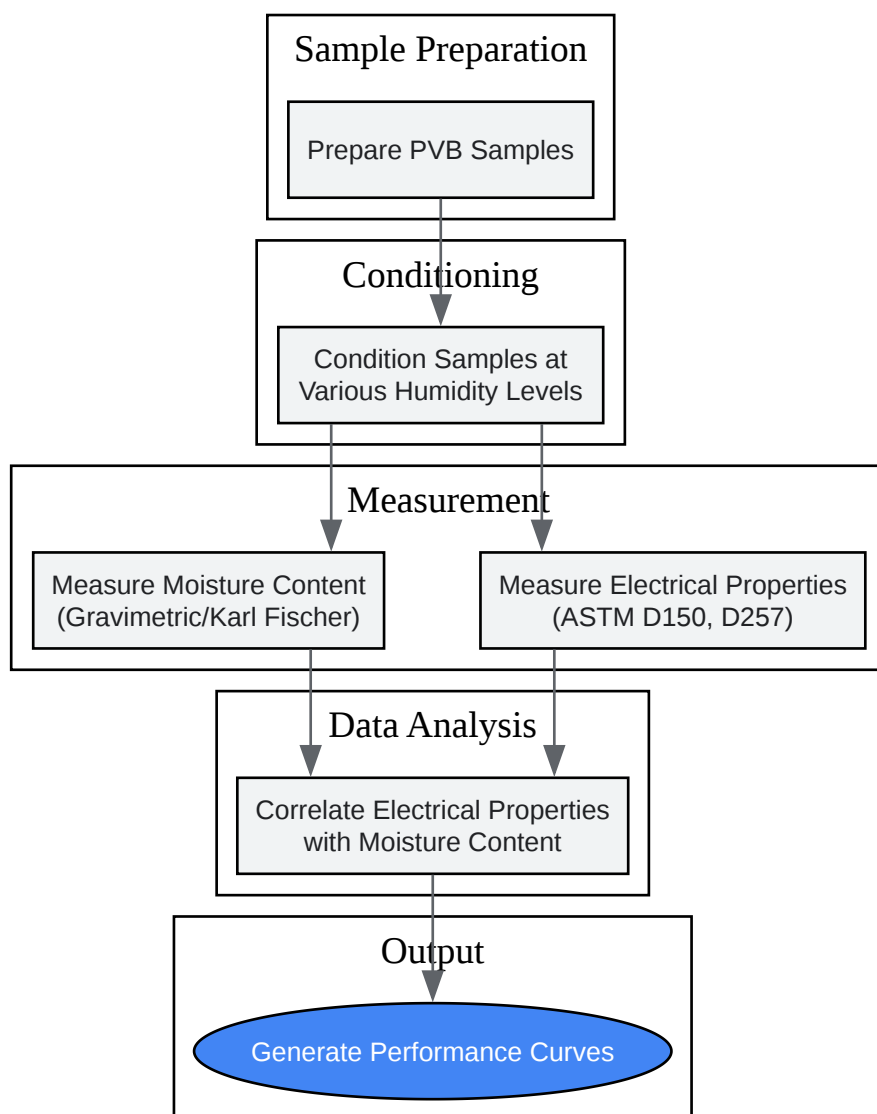 Sample Preparation
Prepare PVB Samples
Conditioning
Condition Samples at
Various Humidity Levels
Measurement
Measure Moisture Content
(Gravimetric/Karl Fischer)
Measure Electrical Properties
(ASTM D150, D257)
Data Analysis
Correlate Electrical Properties
with Moisture Content
Output
Generate Performance Curves